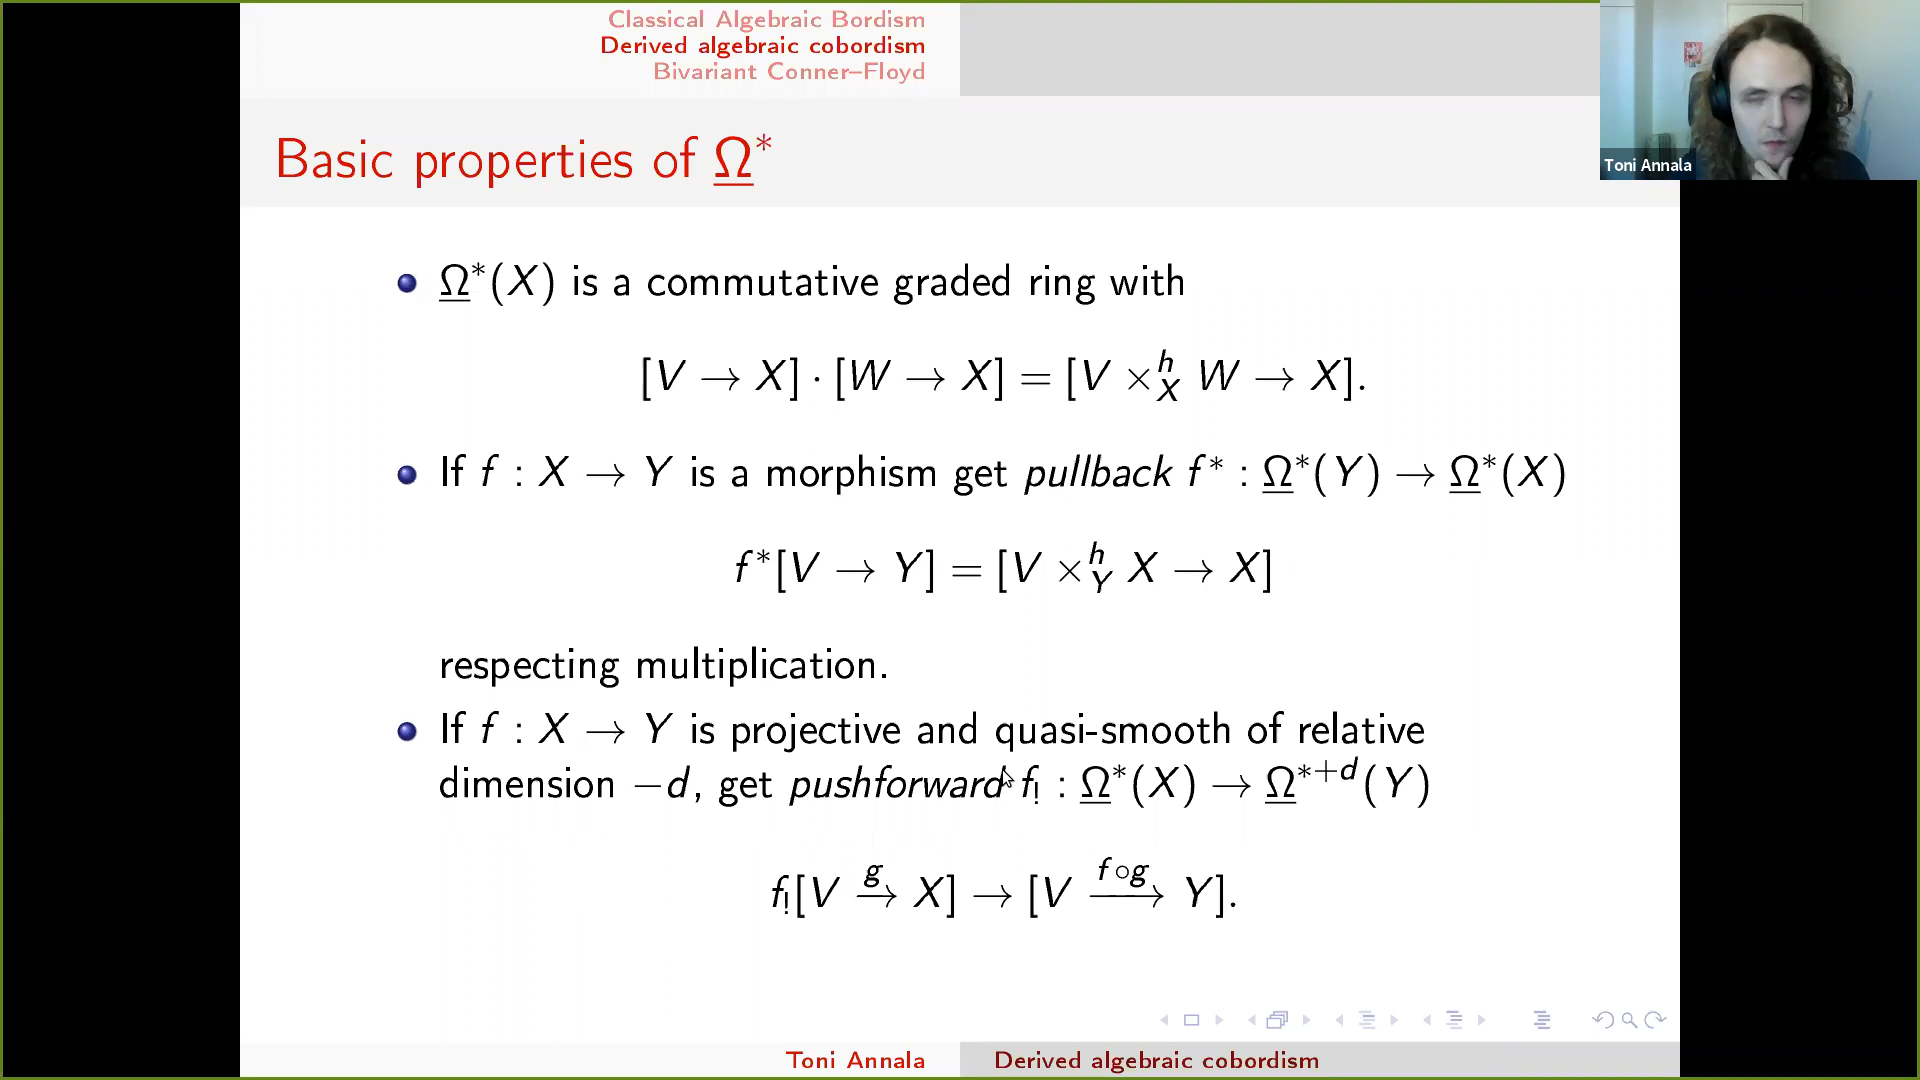 Classical Algebraic Bordism
Derived algebraic cobordism
Bivariant Conner–Floyd
Toni Annala
Basic properties of Ω̲*
Ω̲*(X) is a commutative graded ring with
[V → X] · [W → X] = [V ×ʰ_X W → X].
If f : X → Y is a morphism get pullback f* : Ω̲*(Y) → Ω̲*(X)
f*[V → Y] = [V ×ʰ_Y X → X]
respecting multiplication.
If f : X → Y is projective and quasi-smooth of relative
dimension −d, get pushforward f_! : Ω̲*(X) → Ω̲*⁺ᵈ(Y)
f_![V →^g X] → [V →^{f∘g} Y].
Toni Annala
Derived algebraic cobordism